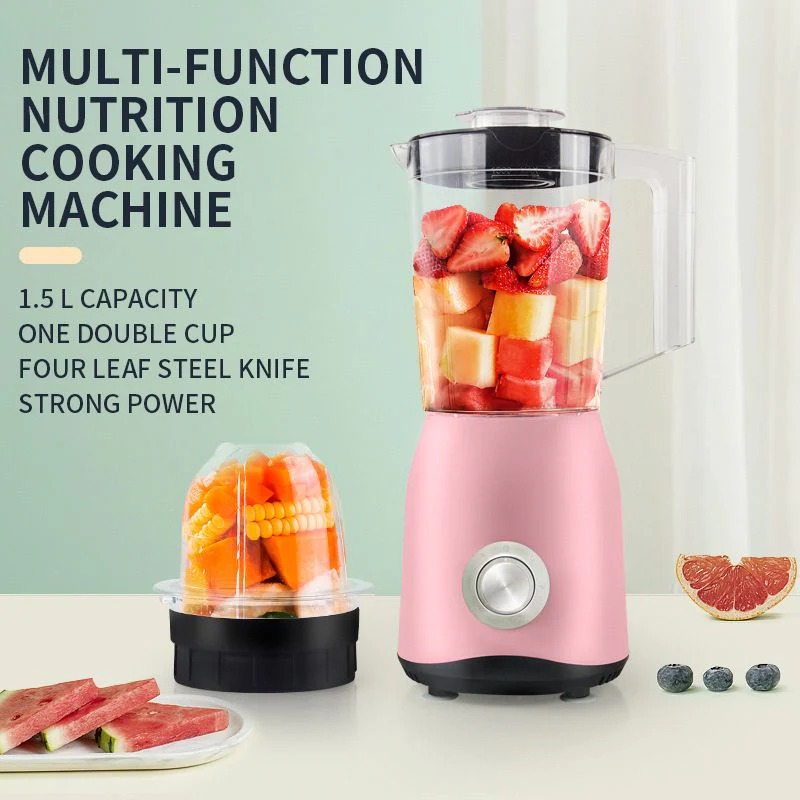 MULTI-FUNCTION
NUTRITION
COOKING
MACHINE
1.5 L CAPACITY
ONE DOUBLE CUP
FOUR LEAF STEEL KNIFE
STRONG POWER